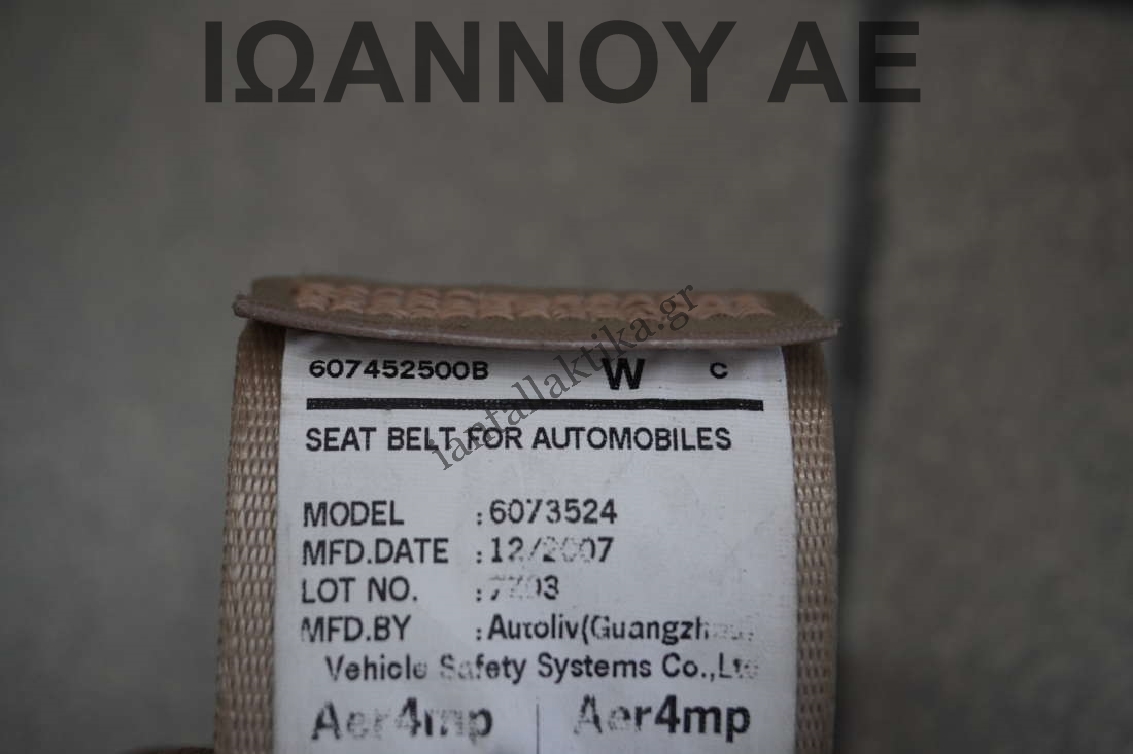 ΙΩΑΝΝΟΥ ΑΕ
iantallaktika.gr
607452500B W C
SEAT BELT FOR AUTOMOBILES
MODEL :6073524
MFD.DATE :12/2007
LOT NO.
MFD.BY :Autoliv(Guangzhou)
Vehicle Safety Systems Co.,Ltd
Aer4mp | Aer4mp